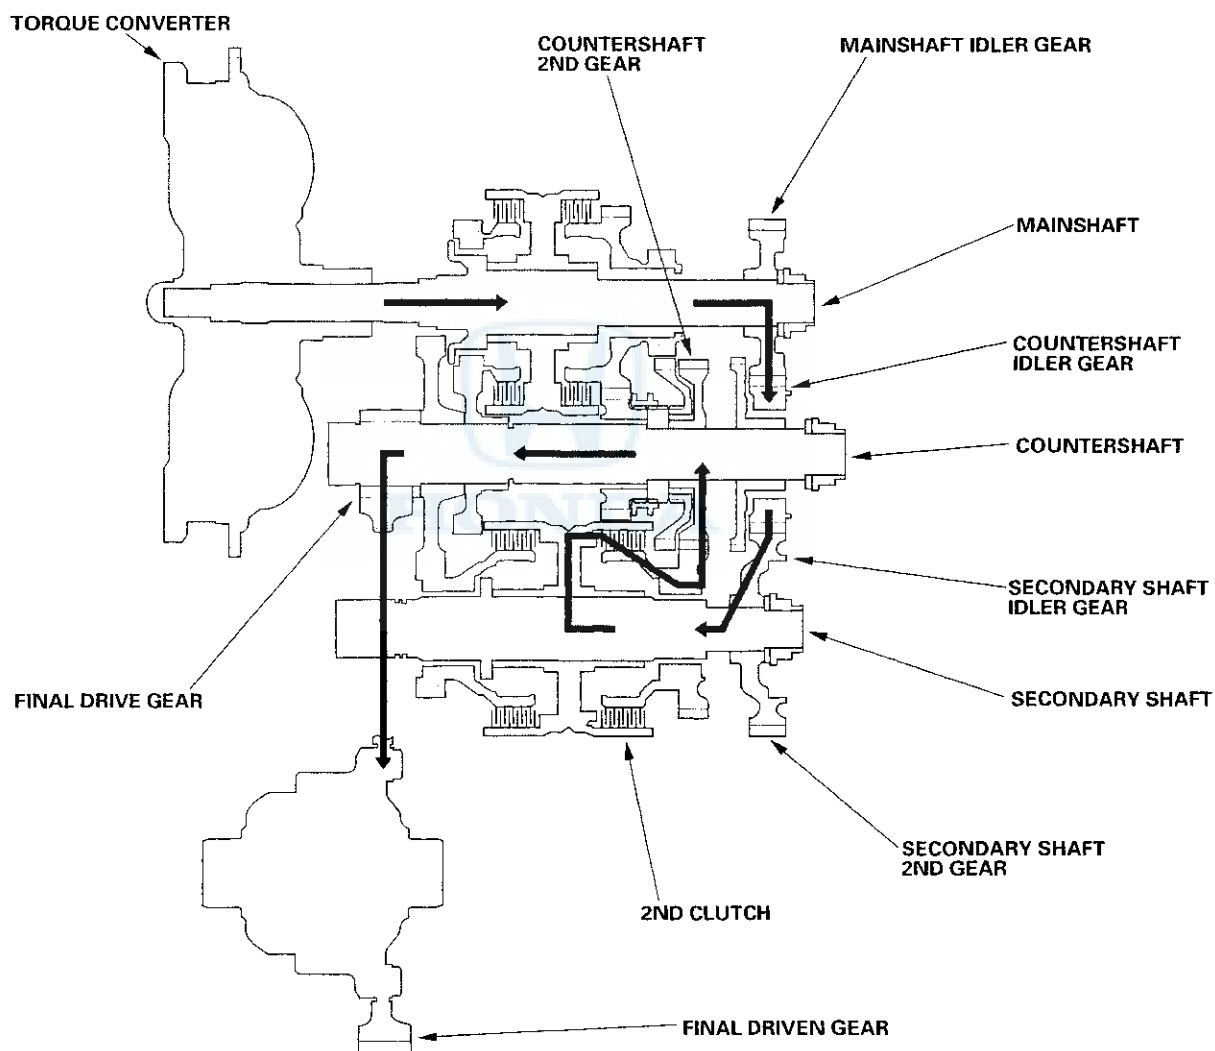 TORQUE CONVERTER
COUNTERSHAFT
2ND GEAR
MAINSHAFT IDLER GEAR
MAINSHAFT
COUNTERSHAFT
IDLER GEAR
COUNTERSHAFT
HONDA
SECONDARY SHAFT
IDLER GEAR
FINAL DRIVE GEAR
SECONDARY SHAFT
SECONDARY SHAFT
2ND GEAR
2ND CLUTCH
FINAL DRIVEN GEAR